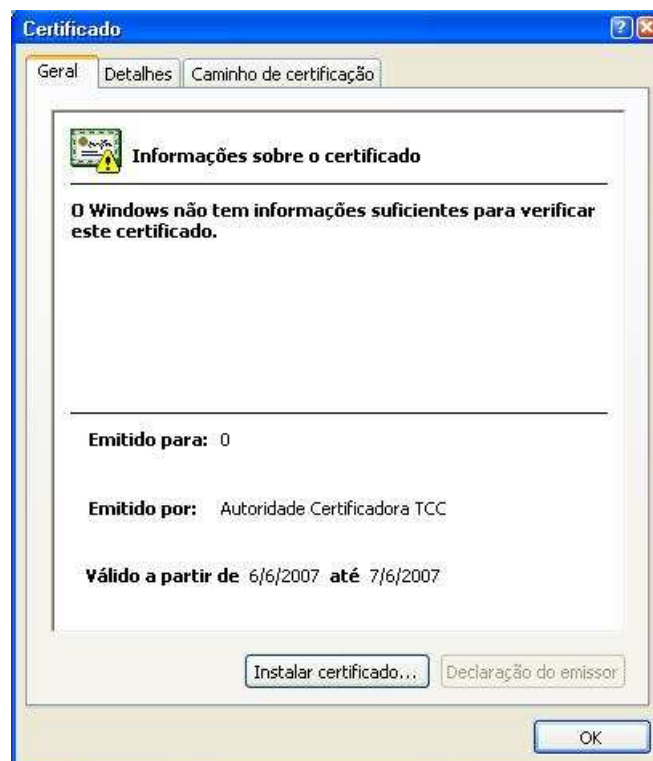 Certificado
Geral Detalhes Caminho de certificação
Informações sobre o certificado
O Windows não tem informações suficientes para verificar
este certificado.
Emitido para: 0
Emitido por: Autoridade Certificadora TCC
Válido a partir de 6/6/2007 até 7/6/2007
Instalar certificado... Declaração do emissor
OK